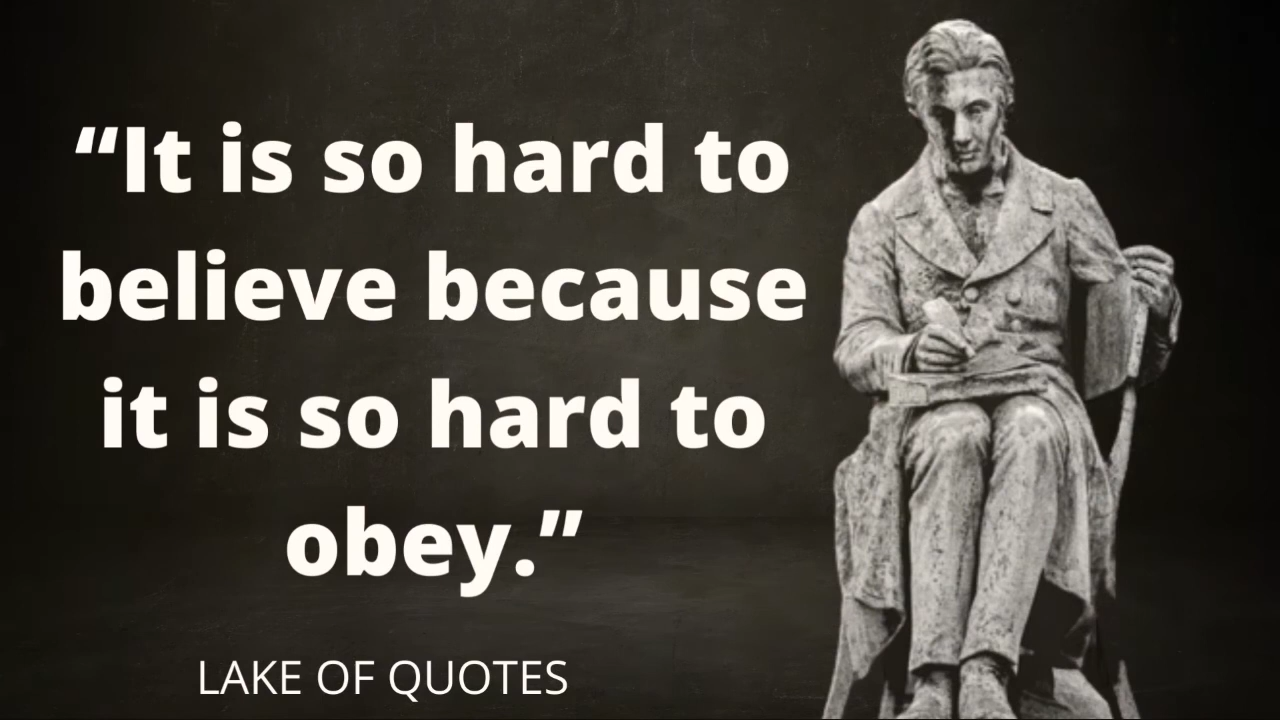 “It is so hard to
believe because
it is so hard to
obey.”
LAKE OF QUOTES